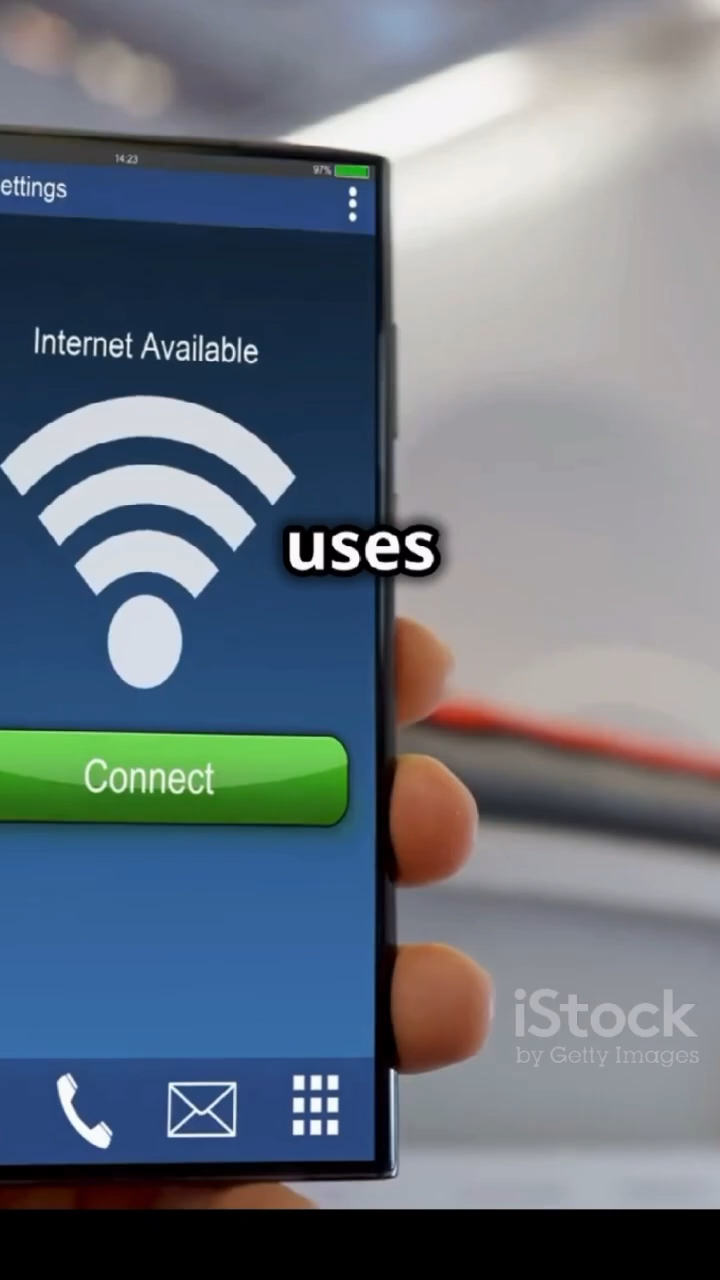 14:23
97%
ettings
Internet Available
uses
Connect
iStock
by Getty Images